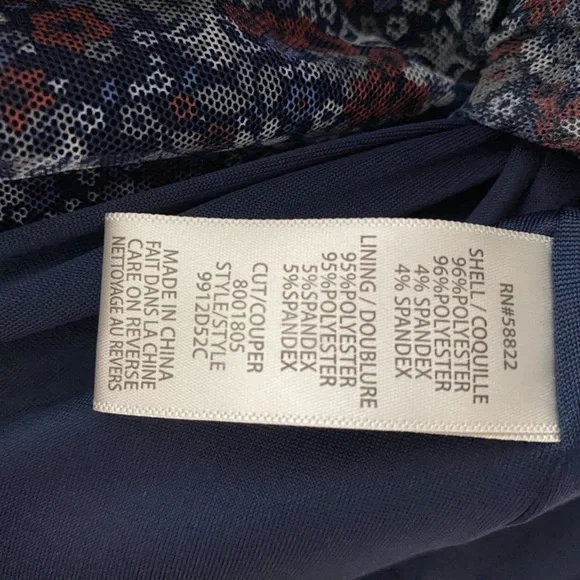 RN#58822
SHELL / COQUILLE
96%POLYESTER
4% SPANDEX
96%POLYESTER
4% SPANDEX
LINING / DOUBLURE
95%POLYESTER
5%SPANDEX
95%POLYESTER
5%SPANDEX
CUT/COUPER
8001805
STYLE/STYLE
9912D52C
MADE IN CHINA
FAIT DANS LA CHINE
CARE ON REVERSE
NETTOYAGE AU REVERS